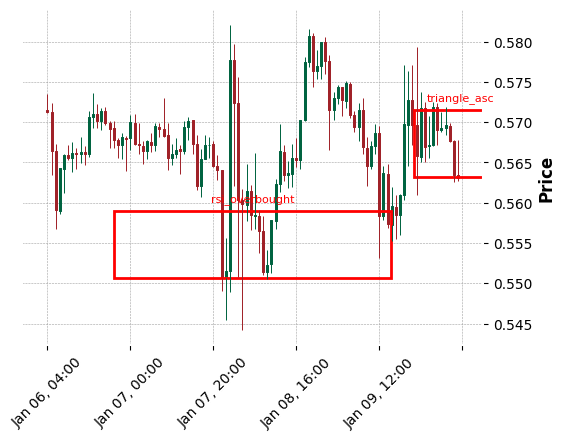 0.580
0.575
triangle_asc
0.570
0.565
rsi_overbought
0.560
0.555
0.550
0.545
Price
Jan 06, 04:00
Jan 07, 00:00
Jan 07, 20:00
Jan 08, 16:00
Jan 09, 12:00